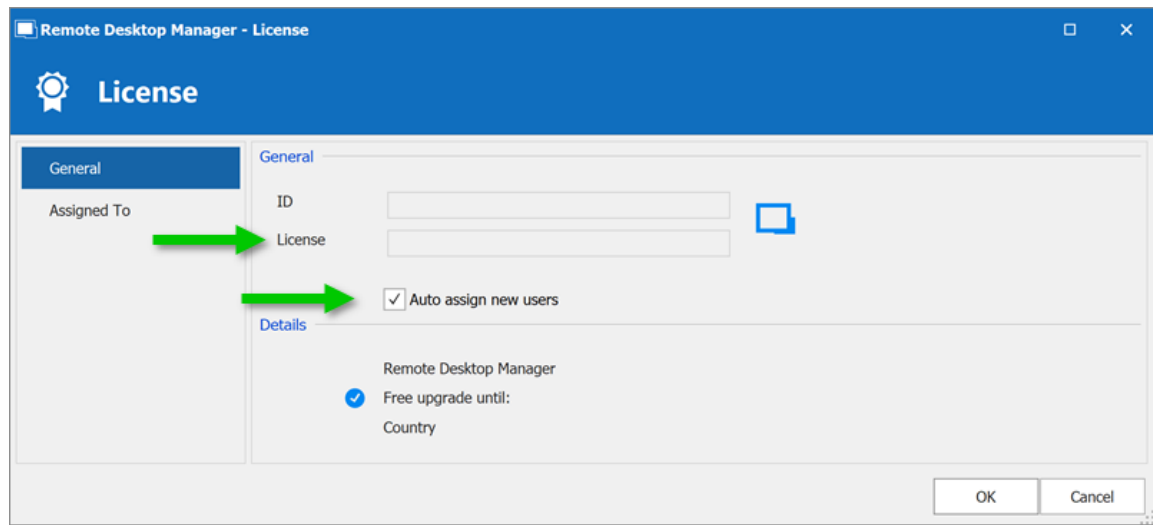 Remote Desktop Manager - License
License
General
Assigned To
General
ID
License
Auto assign new users
Details
Remote Desktop Manager
Free upgrade until:
Country
OK
Cancel